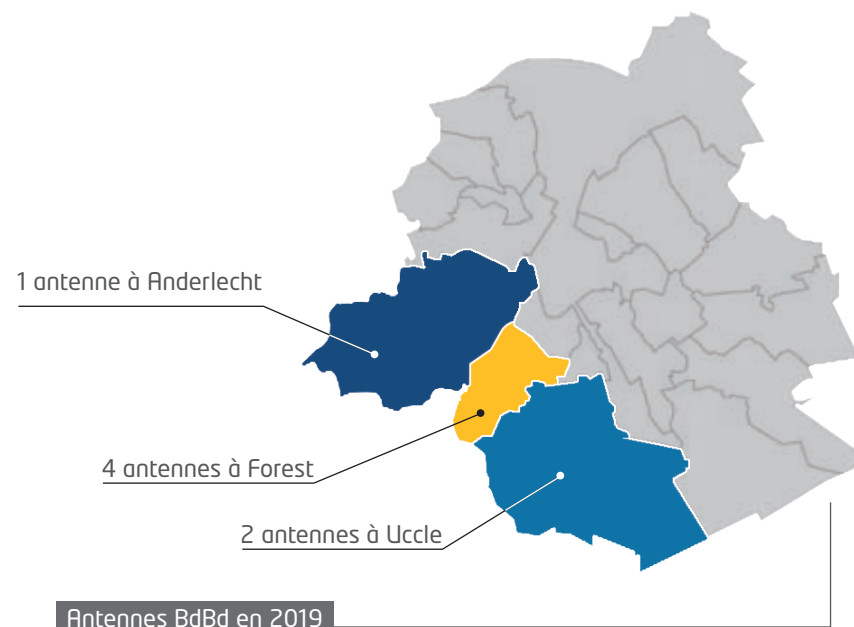 1 antenne à Anderlecht
4 antennes à Forest
2 antennes à Uccle
Antennes BdBd en 2019